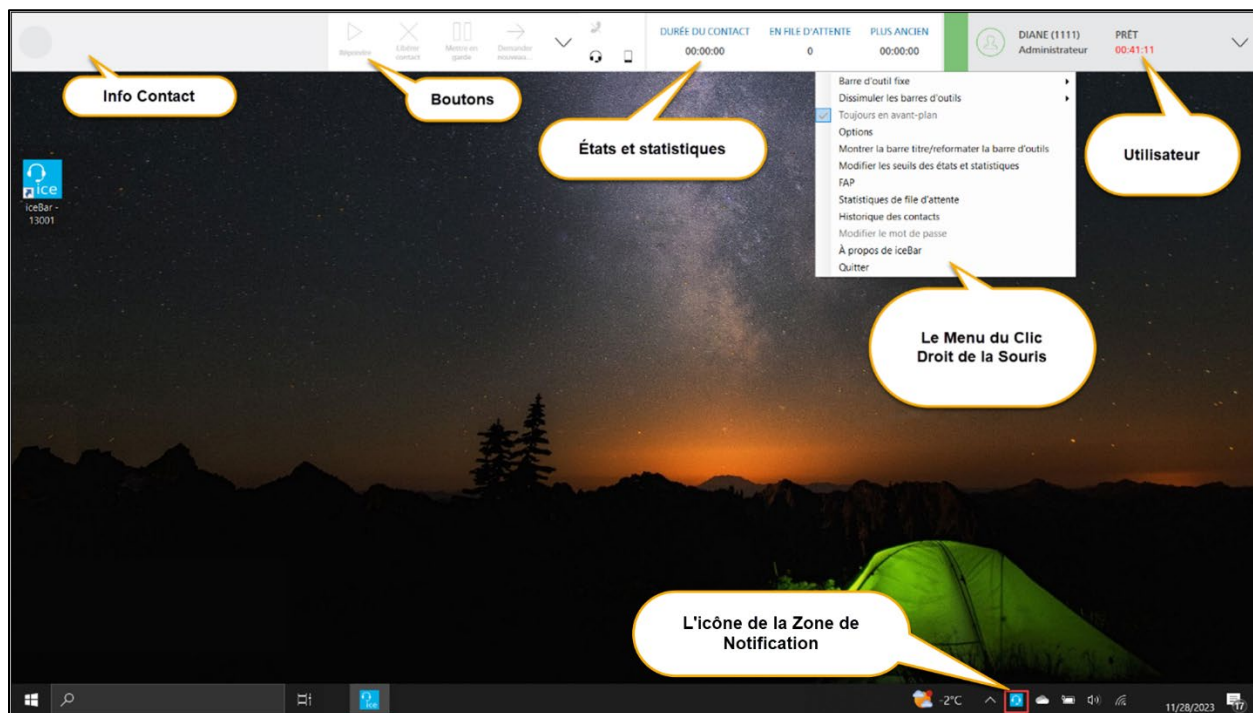 DURÉE DU CONTACT EN FILE D'ATTENTE PLUS ANCIEN
00:00:00 0 00:00:00
DIANE (1111) PRÊT
Administrateur 00:41:11
Répondre
Libérer contact
Mettre en garde
Demander nouveau...
Info Contact
Boutons
États et statistiques
Utilisateur
Barre d'outil fixe
Dissimuler les barres d'outils
Toujours en avant-plan
Options
Montrer la barre titre/reformater la barre d'outils
Modifier les seuils des états et statistiques
FAP
Statistiques de file d'attente
Historique des contacts
Modifier le mot de passe
À propos de iceBar
Quitter
ice
iceBar -
13001
Le Menu du Clic
Droit de la Souris
L'icône de la Zone de
Notification
ice
-2°C
11/28/2023
17